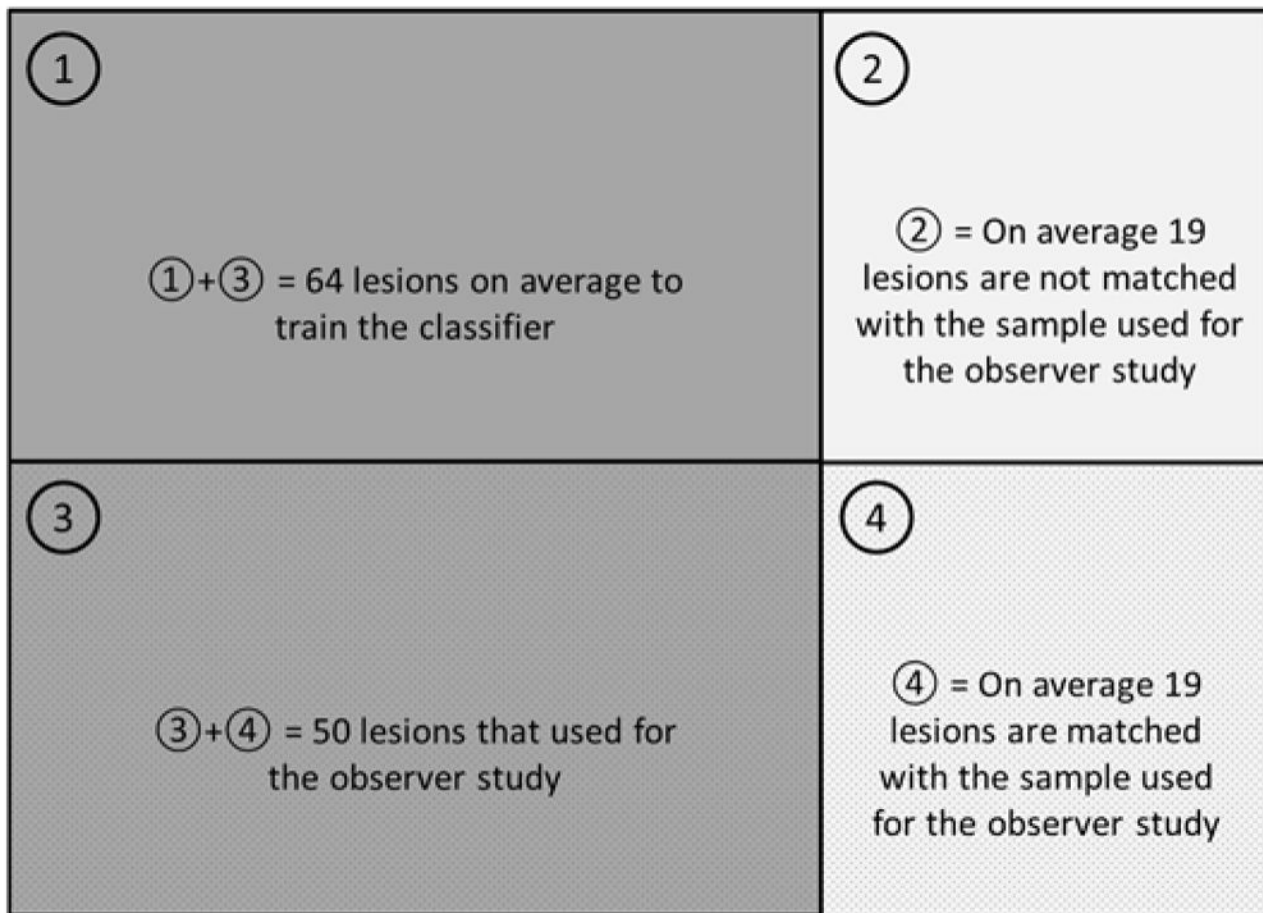 ①
②
①+③ = 64 lesions on average to
train the classifier
② = On average 19
lesions are not matched
with the sample used for
the observer study
③
④
③+④ = 50 lesions that used for
the observer study
④ = On average 19
lesions are matched
with the sample used
for the observer study